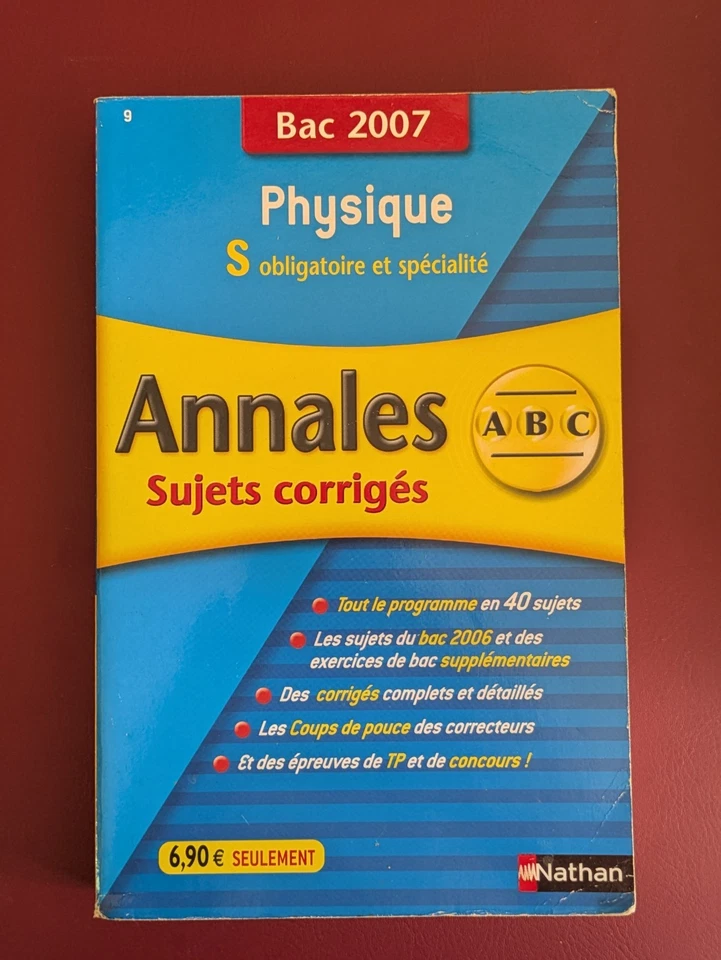 9
Bac 2007
Physique
S obligatoire et spécialité
Annales
A B C
Sujets corrigés
Tout le programme en 40 sujets
Les sujets du bac 2006 et des
exercices de bac supplémentaires
Des corrigés complets et détaillés
Les Coups de pouce des correcteurs
Et des épreuves de TP et de concours !
6,90 € SEULEMENT
Nathan